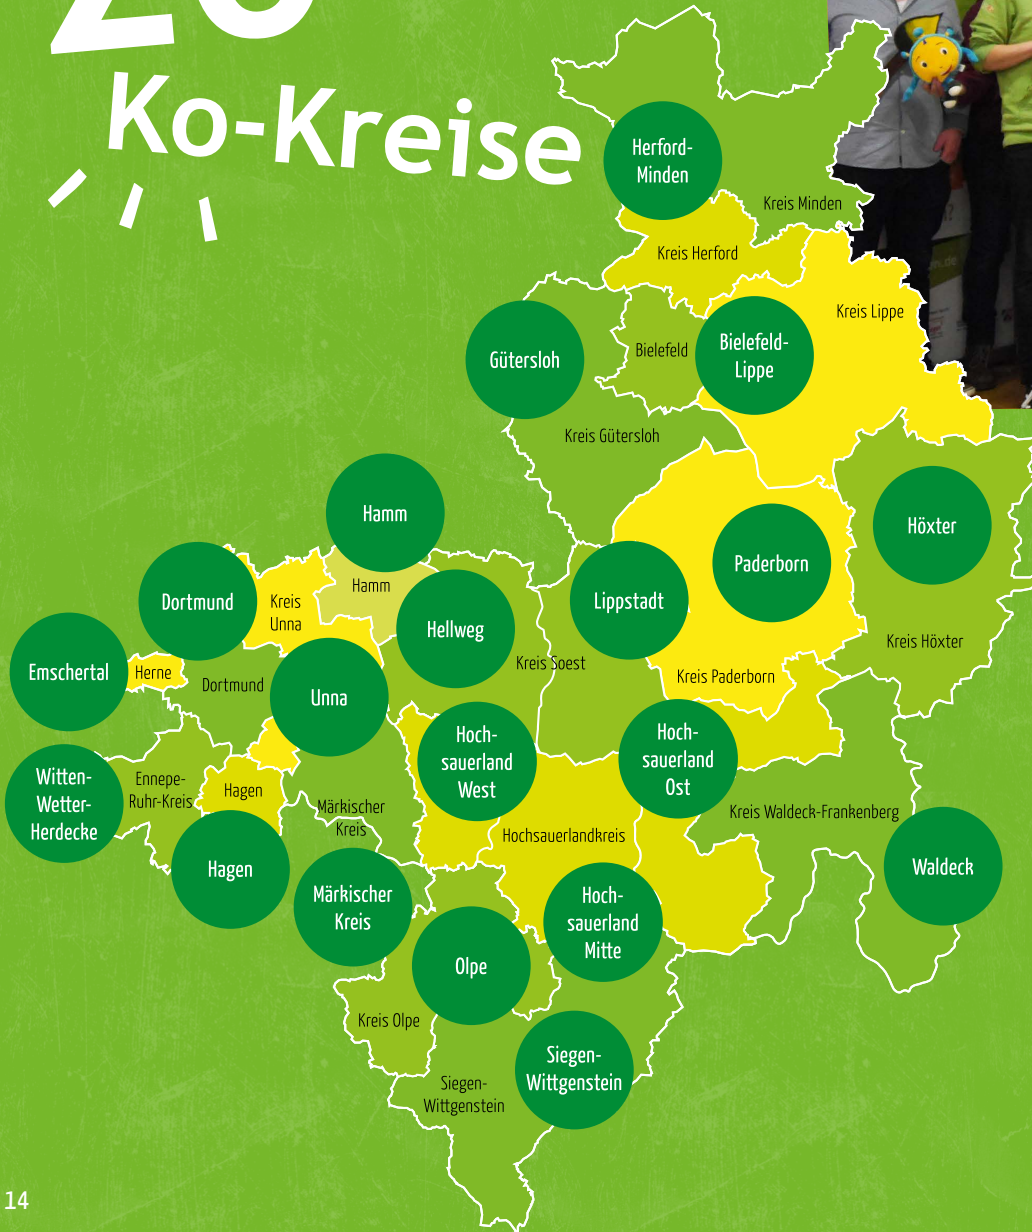 Ko-Kreise
Herford-
Minden
Kreis Minden
Kreis Herford
Kreis Lippe
Gütersloh
Bielefeld
Bielefeld-
Lippe
Kreis Gütersloh
Hamm
Höxter
Paderborn
Hamm
Dortmund
Kreis
Unna
Lippstadt
Hellweg
Kreis Höxter
Emschertal
Herne
Kreis Soest
Kreis Paderborn
Dortmund
Unna
Hoch-
sauerland
West
Hoch-
sauerland
Ost
Witten-
Wetter-
Herdecke
Ennepe-
Ruhr-Kreis
Hagen
Märkischer
Kreis
Kreis Waldeck-Frankenberg
Hochsauerlandkreis
Hagen
Waldeck
Märkischer
Kreis
Hoch-
sauerland
Mitte
Olpe
Kreis Olpe
Siegen-
Wittgenstein
Siegen-
Wittgenstein
14